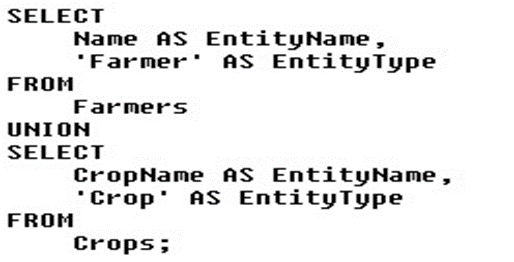 SELECT
    Name AS EntityName,
    'Farmer' AS EntityType
FROM
    Farmers
UNION
SELECT
    CropName AS EntityName,
    'Crop' AS EntityType
FROM
    Crops;